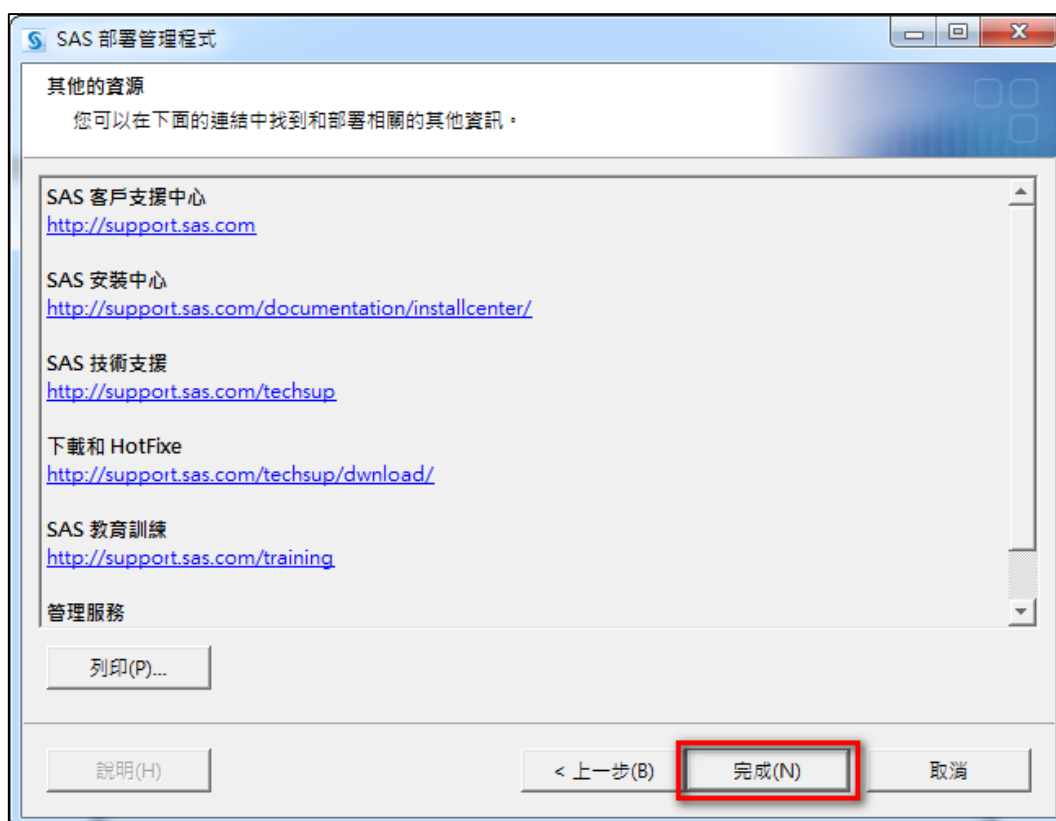 SAS 部署管理程式
其他的資源
您可以在下面的連結中找到和部署相關的其他資訊。
SAS 客戶支援中心
http://support.sas.com
SAS 安裝中心
http://support.sas.com/documentation/installcenter/
SAS 技術支援
http://support.sas.com/techsup
下載和 HotFixe
http://support.sas.com/techsup/dwnload/
SAS 教育訓練
http://support.sas.com/training
管理服務
列印(P)...
說明(H)
< 上一步(B)
完成(N)
取消